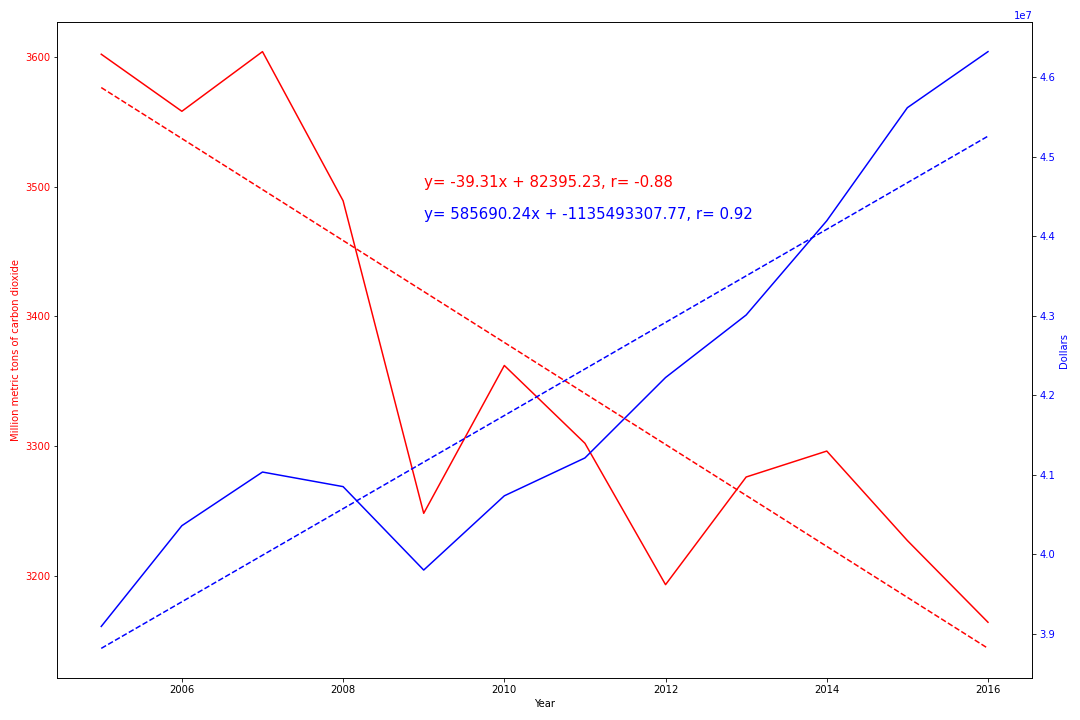 1e7
3600
3500
3400
3300
3200
Million metric tons of carbon dioxide
y= -39.31x + 82395.23, r= -0.88
y= 585690.24x + -1135493307.77, r= 0.92
4.6
4.5
4.4
4.3
4.2
4.1
4.0
3.9
Dollars
2006 2008 2010 2012 2014 2016
Year